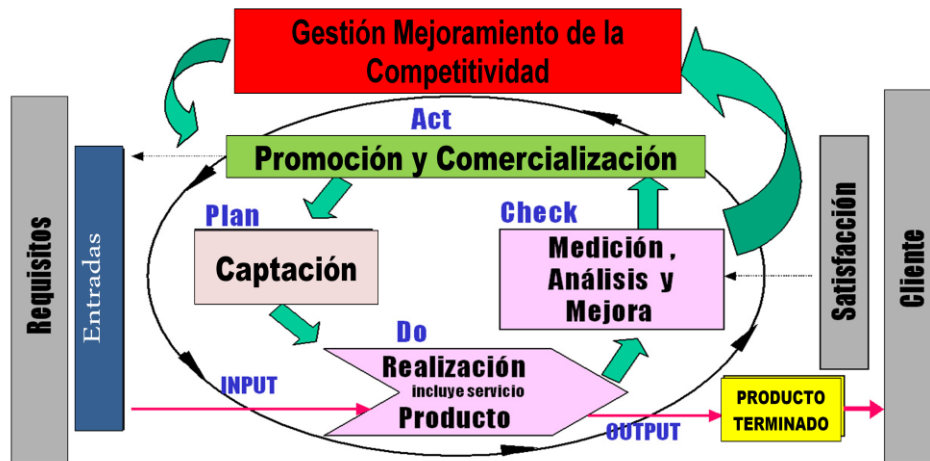 Gestión Mejoramiento de la
Competitividad
Act
Promoción y Comercialización
Plan
Check
Captación
Medición ,
Análisis y
Mejora
Do
Realización
incluye servicio
Producto
INPUT
OUTPUT
PRODUCTO
TERMINADO
Requisitos
Entradas
Satisfacción
Cliente